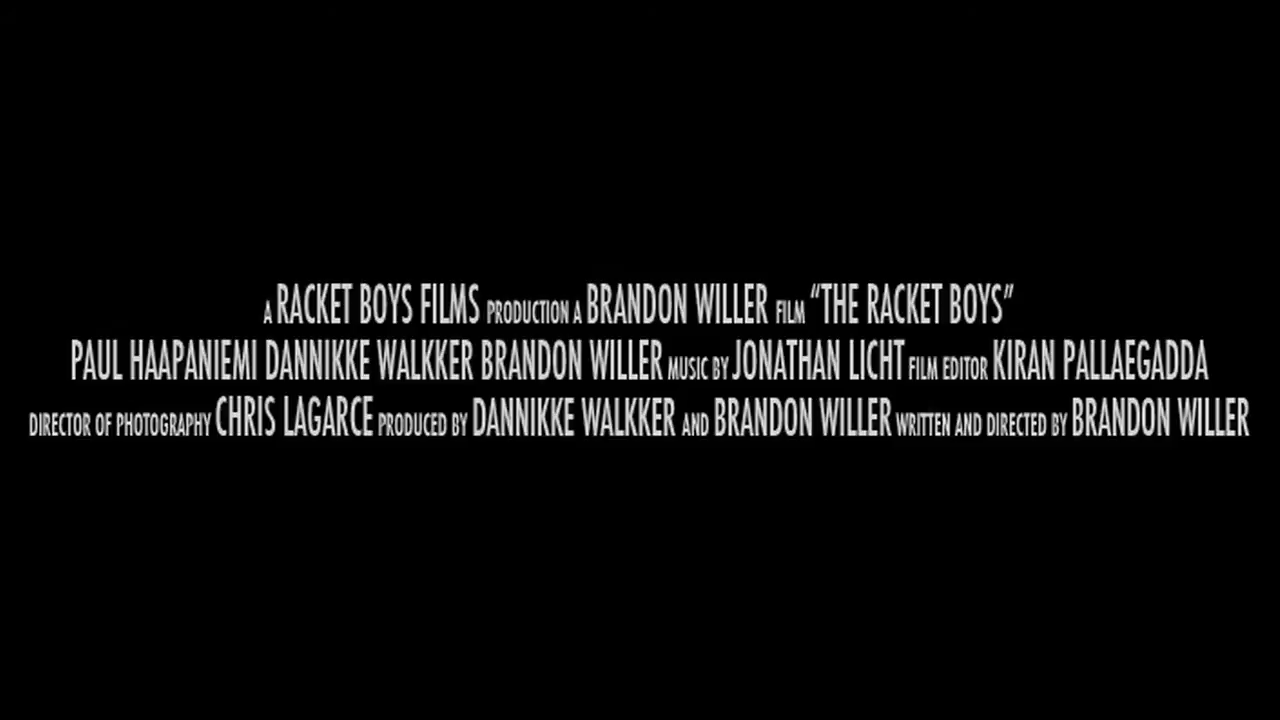 A RACKET BOYS FILMS PRODUCTION A BRANDON WILLER FILM “THE RACKET BOYS”
PAUL HAAPANIEMI DANNIKKE WALKKER BRANDON WILLER MUSIC BY JONATHAN LICHT FILM EDITOR KIRAN PALLAEGADDA
DIRECTOR OF PHOTOGRAPHY CHRIS LAGARCE PRODUCED BY DANNIKKE WALKKER AND BRANDON WILLER WRITTEN AND DIRECTED BY BRANDON WILLER